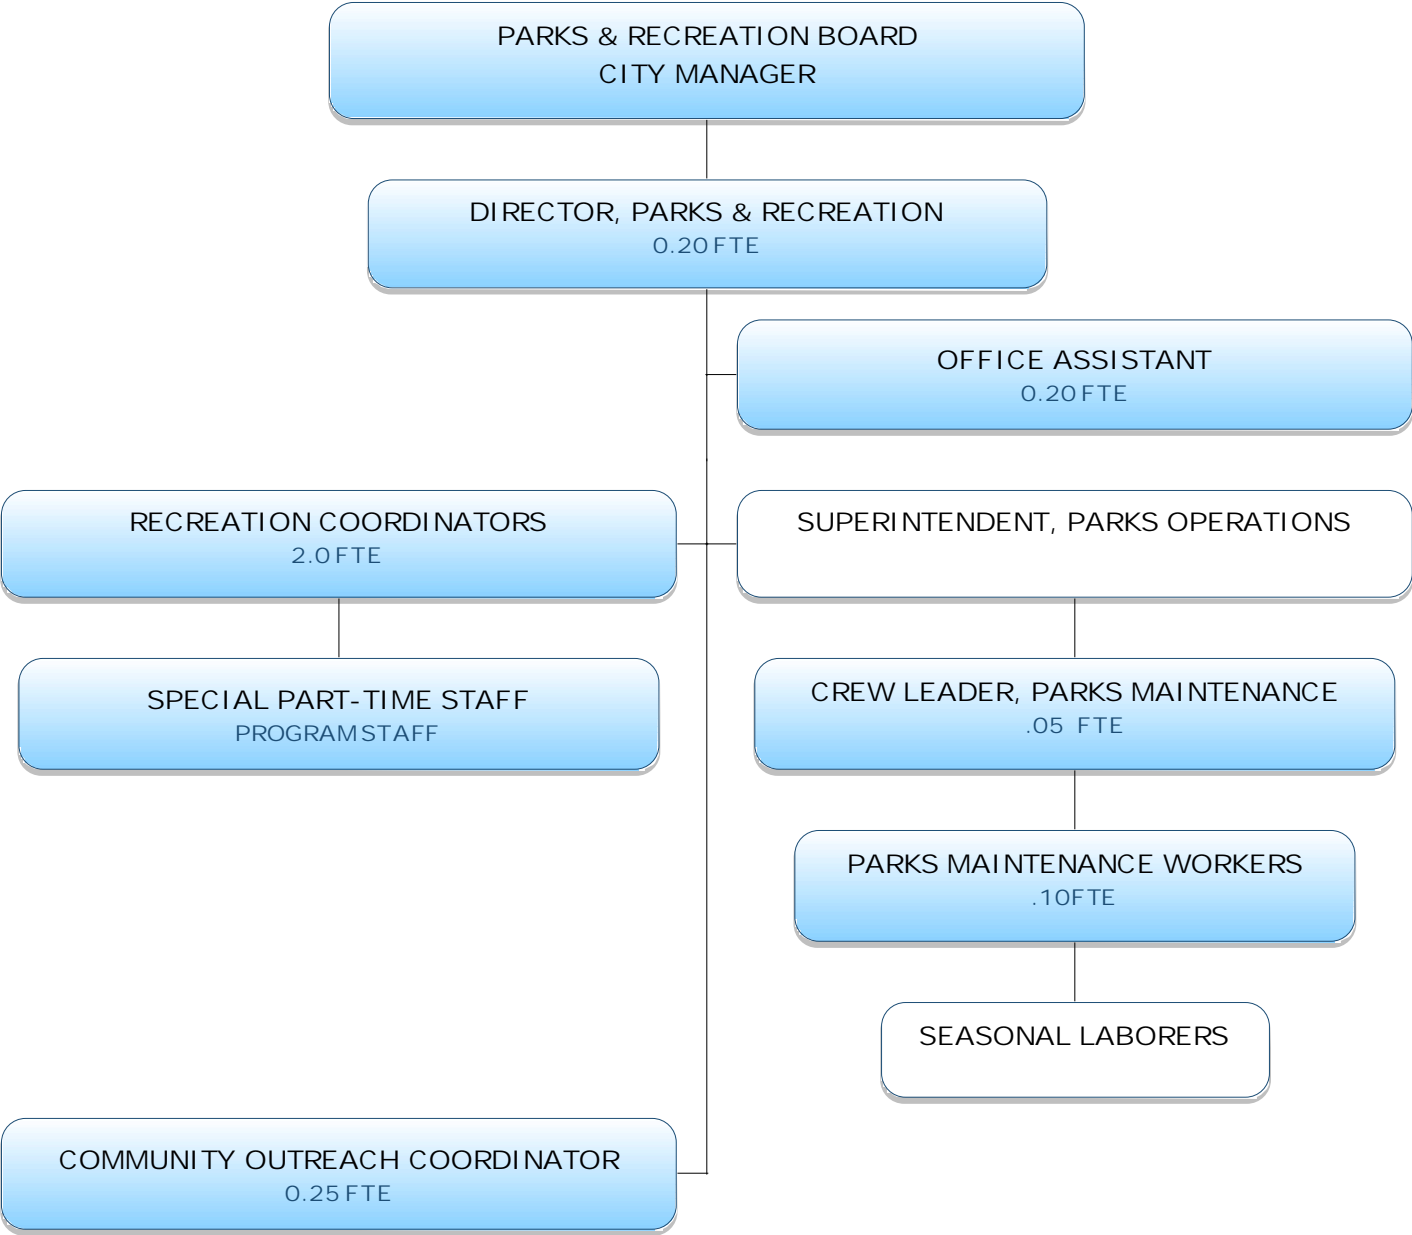 PARKS & RECREATION BOARD
CITY MANAGER
DIRECTOR, PARKS & RECREATION
0.20 FTE
OFFICE ASSISTANT
0.20 FTE
RECREATION COORDINATORS
2.0 FTE
SUPERINTENDENT, PARKS OPERATIONS
SPECIAL PART-TIME STAFF
PROGRAM STAFF
CREW LEADER, PARKS MAINTENANCE
.05 FTE
PARKS MAINTENANCE WORKERS
.10FTE
SEASONAL LABORERS
COMMUNITY OUTREACH COORDINATOR
0.25 FTE